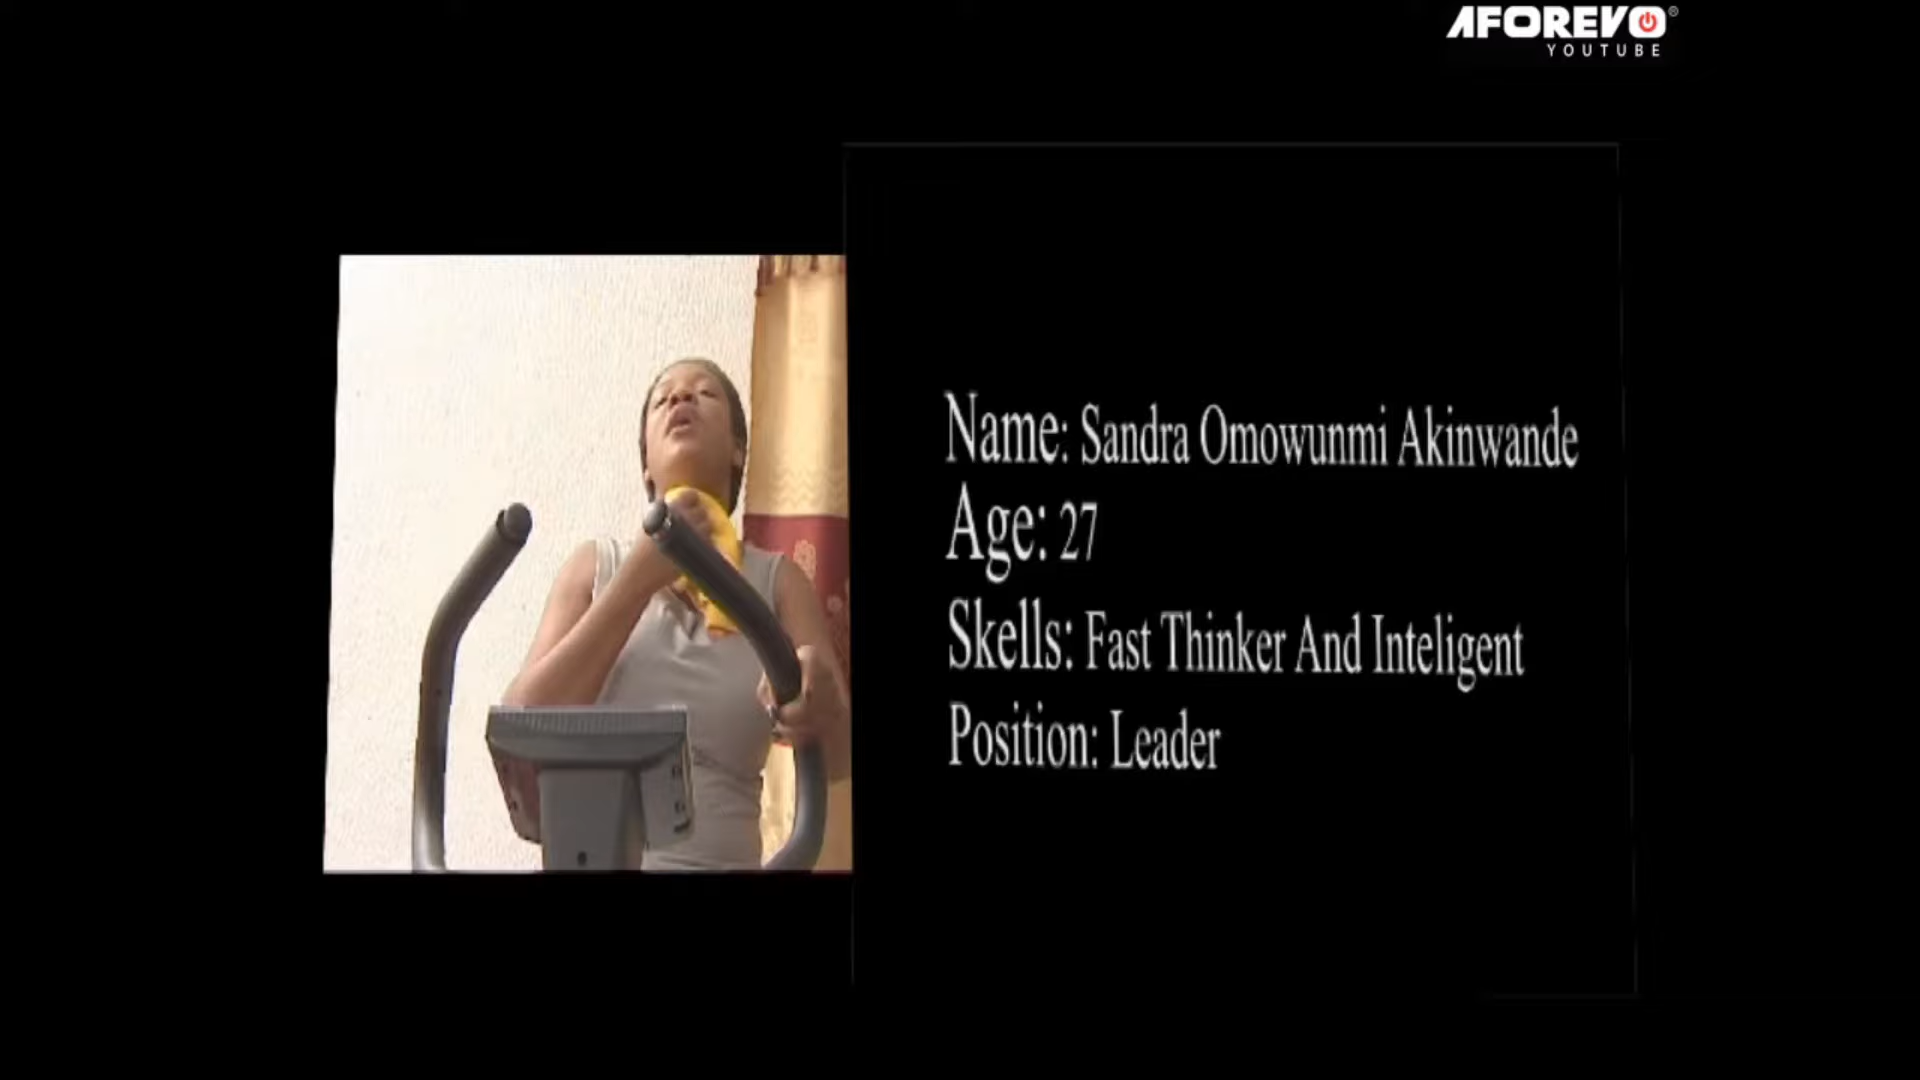 AFOREVO®
YOUTUBE
Name: Sandra Omowunmi Akinwande
Age: 27
Skells: Fast Thinker And Inteligent
Position: Leader